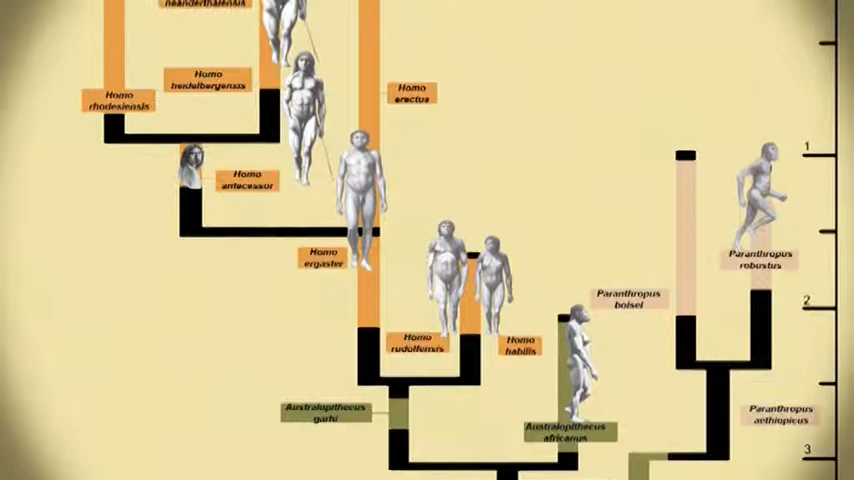 neanderthalensis
Homo
heidelbergensis
Homo
rhodesiensis
Homo
erectus
1
Homo
antecessor
Homo
ergaster
Paranthropus
robustus
Paranthropus
boisei
2
Homo
rudolfensis
Homo
habilis
Australopithecus
garhi
Australopithecus
africanus
Paranthropus
aethiopicus
3